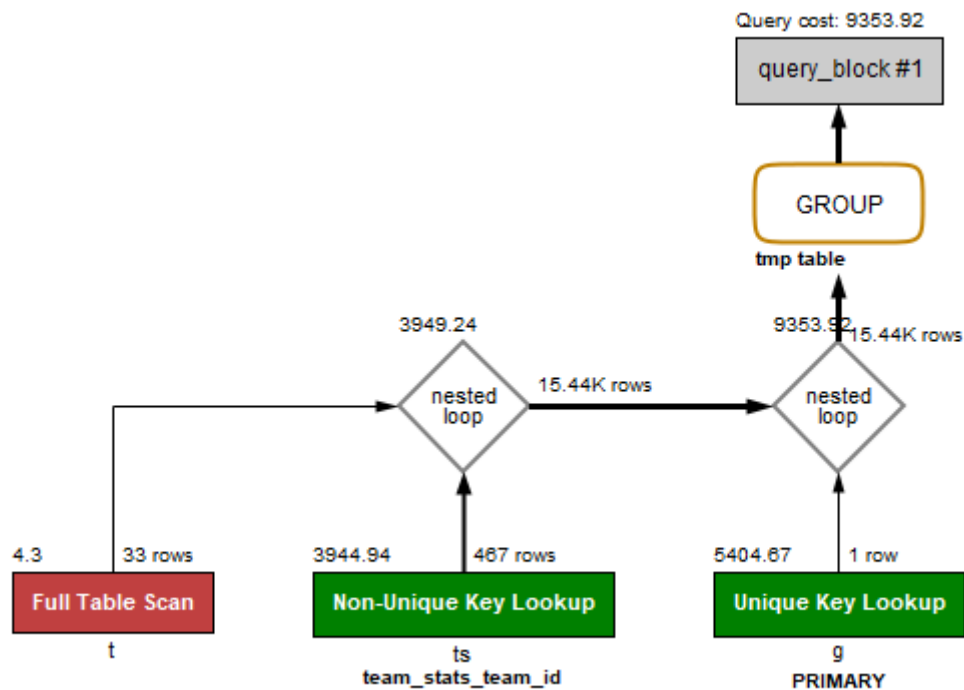 Query cost: 9353.92
query_block #1
GROUP
tmp table
3949.24
9353.92
15.44K rows
nested
loop
15.44K rows
nested
loop
4.3
33 rows
3944.94
467 rows
5404.67
1 row
Full Table Scan
Non-Unique Key Lookup
Unique Key Lookup
t
ts
g
team_stats_team_id
PRIMARY